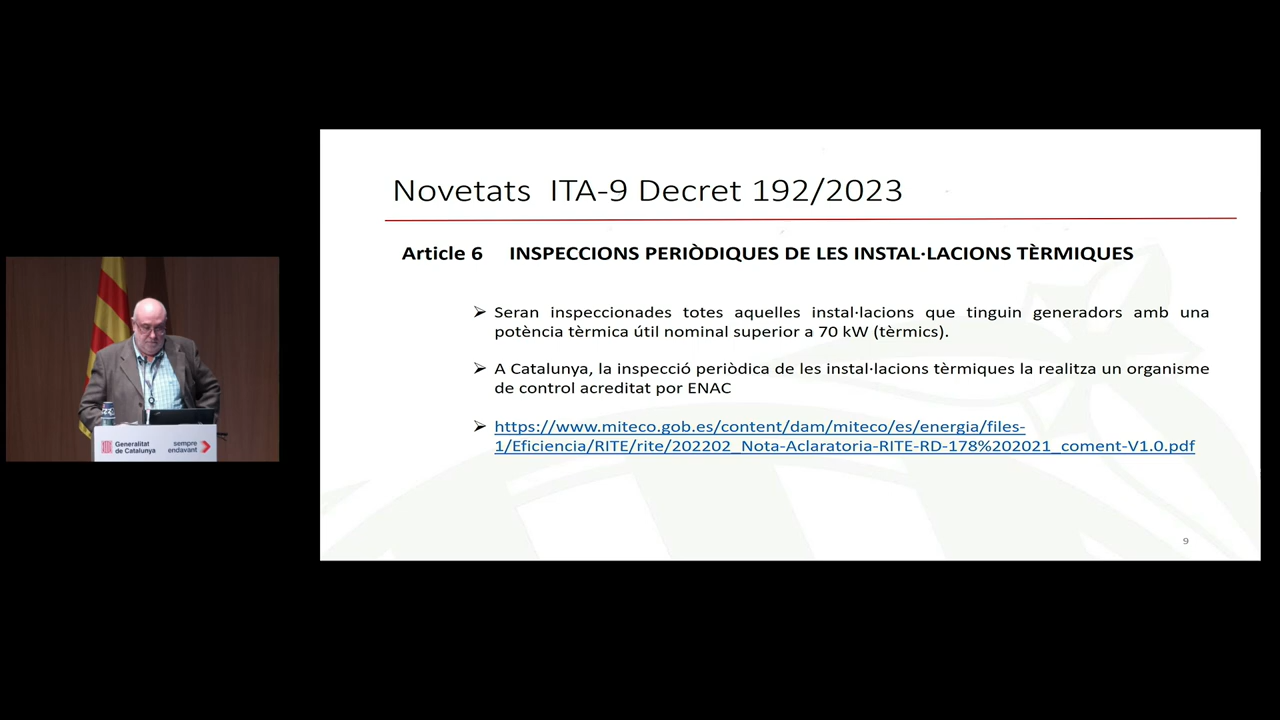 Novetats ITA-9 Decret 192/2023
Article 6 INSPECCIONS PERIÒDIQUES DE LES INSTAL·LACIONS TÈRMIQUES
➢ Seran inspeccionades totes aquelles instal·lacions que tinguin generadors amb una
potència tèrmica útil nominal superior a 70 kW (tèrmics).
➢ A Catalunya, la inspecció periòdica de les instal·lacions tèrmiques la realitza un organisme
de control acreditat por ENAC
➢ https://www.miteco.gob.es/content/dam/miteco/es/energia/files-
1/Eficiencia/RITE/rite/202202_Nota-Aclaratoria-RITE-RD-178%202021_coment-V1.0.pdf
9
Generalitat
de Catalunya
sempre
endavant